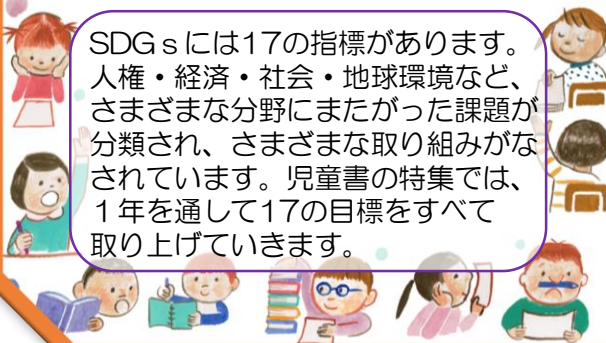 SDGｓには17の指標があります。
人権・経済・社会・地球環境など、
さまざまな分野にまたがった課題が
分類され、さまざまな取り組みがな
されています。児童書の特集では、
１年を通して17の目標をすべて
取り上げていきます。